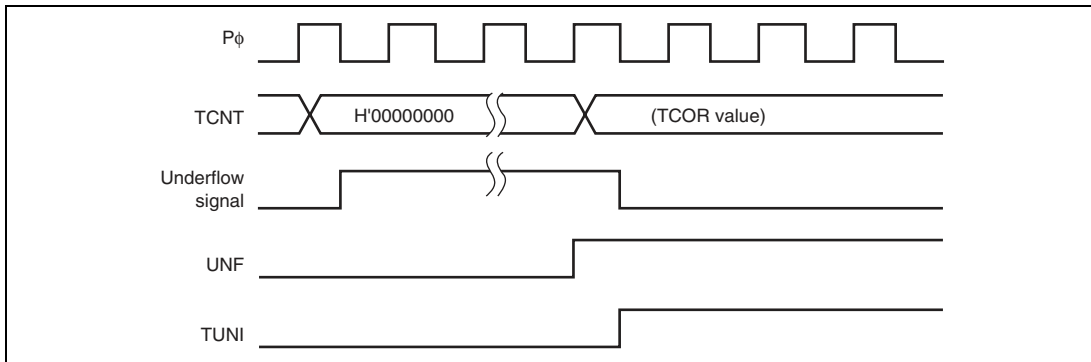 Pϕ
TCNT
H'00000000
(TCOR value)
Underflow
signal
UNF
TUNI